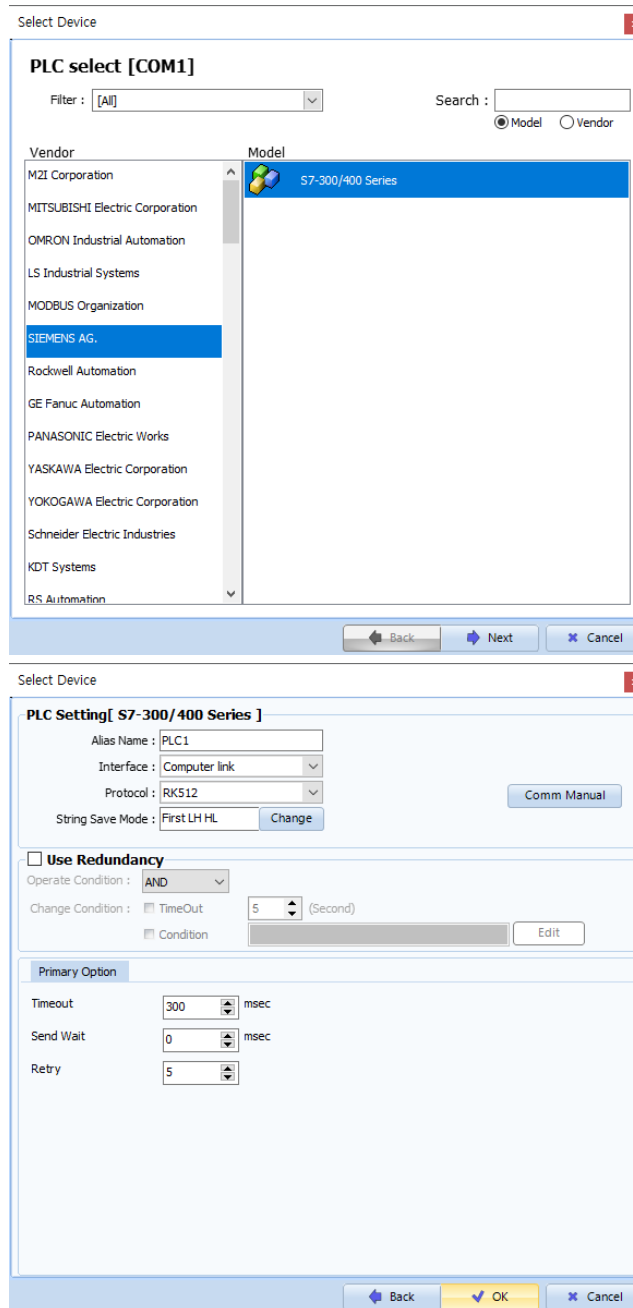 Select Device
PLC select [COM1]
Filter : [All] Search :
Model Vendor
Vendor Model
M2I Corporation S7-300/400 Series
MITSUBISHI Electric Corporation
OMRON Industrial Automation
LS Industrial Systems
MODBUS Organization
SIEMENS AG.
Rockwell Automation
GE Fanuc Automation
PANASONIC Electric Works
YASKAWA Electric Corporation
YOKOGAWA Electric Corporation
Schneider Electric Industries
KDT Systems
RS Automation
Back Next Cancel
Select Device
PLC Setting[ S7-300/400 Series ]
Alias Name : PLC1
Interface : Computer link
Protocol : RK512 Comm Manual
String Save Mode : First LH HL Change
Use Redundancy
Operate Condition : AND
Change Condition : TimeOut 5 (Second)
Condition Edit
Primary Option
Timeout 300 msec
Send Wait 0 msec
Retry 5
Back OK Cancel